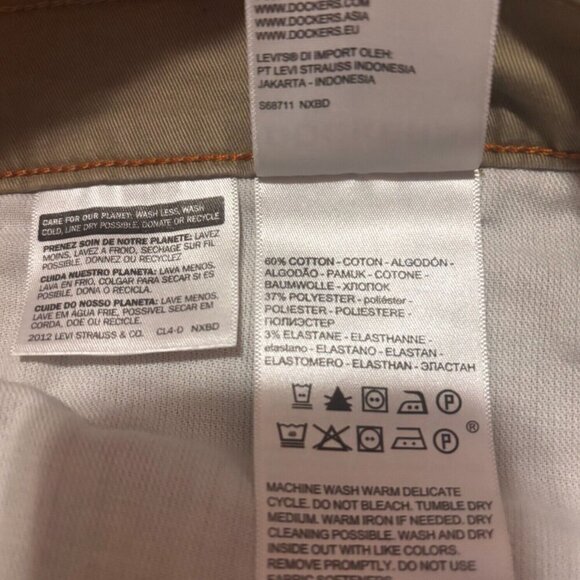 WWW.DOCKERS.COM
WWW.DOCKERS.ASIA
WWW.DOCKERS.EU
LEVI'S® DI IMPORT OLEH:
PT LEVI STRAUSS INDONESIA
JAKARTA - INDONESIA
S68711 NXBD
CARE FOR OUR PLANET: WASH LESS, WASH
COLD, LINE DRY POSSIBLE, DONATE OR RECYCLE
PRENEZ SOIN DE NOTRE PLANETE: LAVEZ
MOINS, LAVEZ A FROID, SECHAGE SUR FIL
POSSIBLE, DONNEZ OU RECYCLEZ
CUIDA NUESTRO PLANETA: LAVA MENOS,
LAVA EN FRIO, COLGAR PARA SECAR SI ES
POSIBLE, DONA O RECICLA.
CUIDE DO NOSSO PLANETA: LAVE MENOS,
LAVE EM ÁGUA FRIE, POSSIVEL SECAR EM
CORDA, DOE OU RECICLE.
2012 LEVI STRAUSS & CO. CL4-D NXBD
60% COTTON - COTON - ALGODÓN -
ALGODÃO - PAMUK - COTONE -
BAUMWOLLE - ХЛОПОК
37% POLYESTER - poliéster -
POLIESTER - POLIESTERE -
ПОЛИЭСТЕР
3% ELASTANE - ELASTHANNE -
elastano - ELASTANO - ELASTAN -
ELASTOMERO - ELASTHAN - ЭЛАСТАН
P
P
®
MACHINE WASH WARM DELICATE
CYCLE. DO NOT BLEACH. TUMBLE DRY
MEDIUM. WARM IRON IF NEEDED. DRY
CLEANING POSSIBLE. WASH AND DRY
INSIDE OUT WITH LIKE COLORS.
REMOVE PROMPTLY. DO NOT USE
FABRIC SOFTENERS